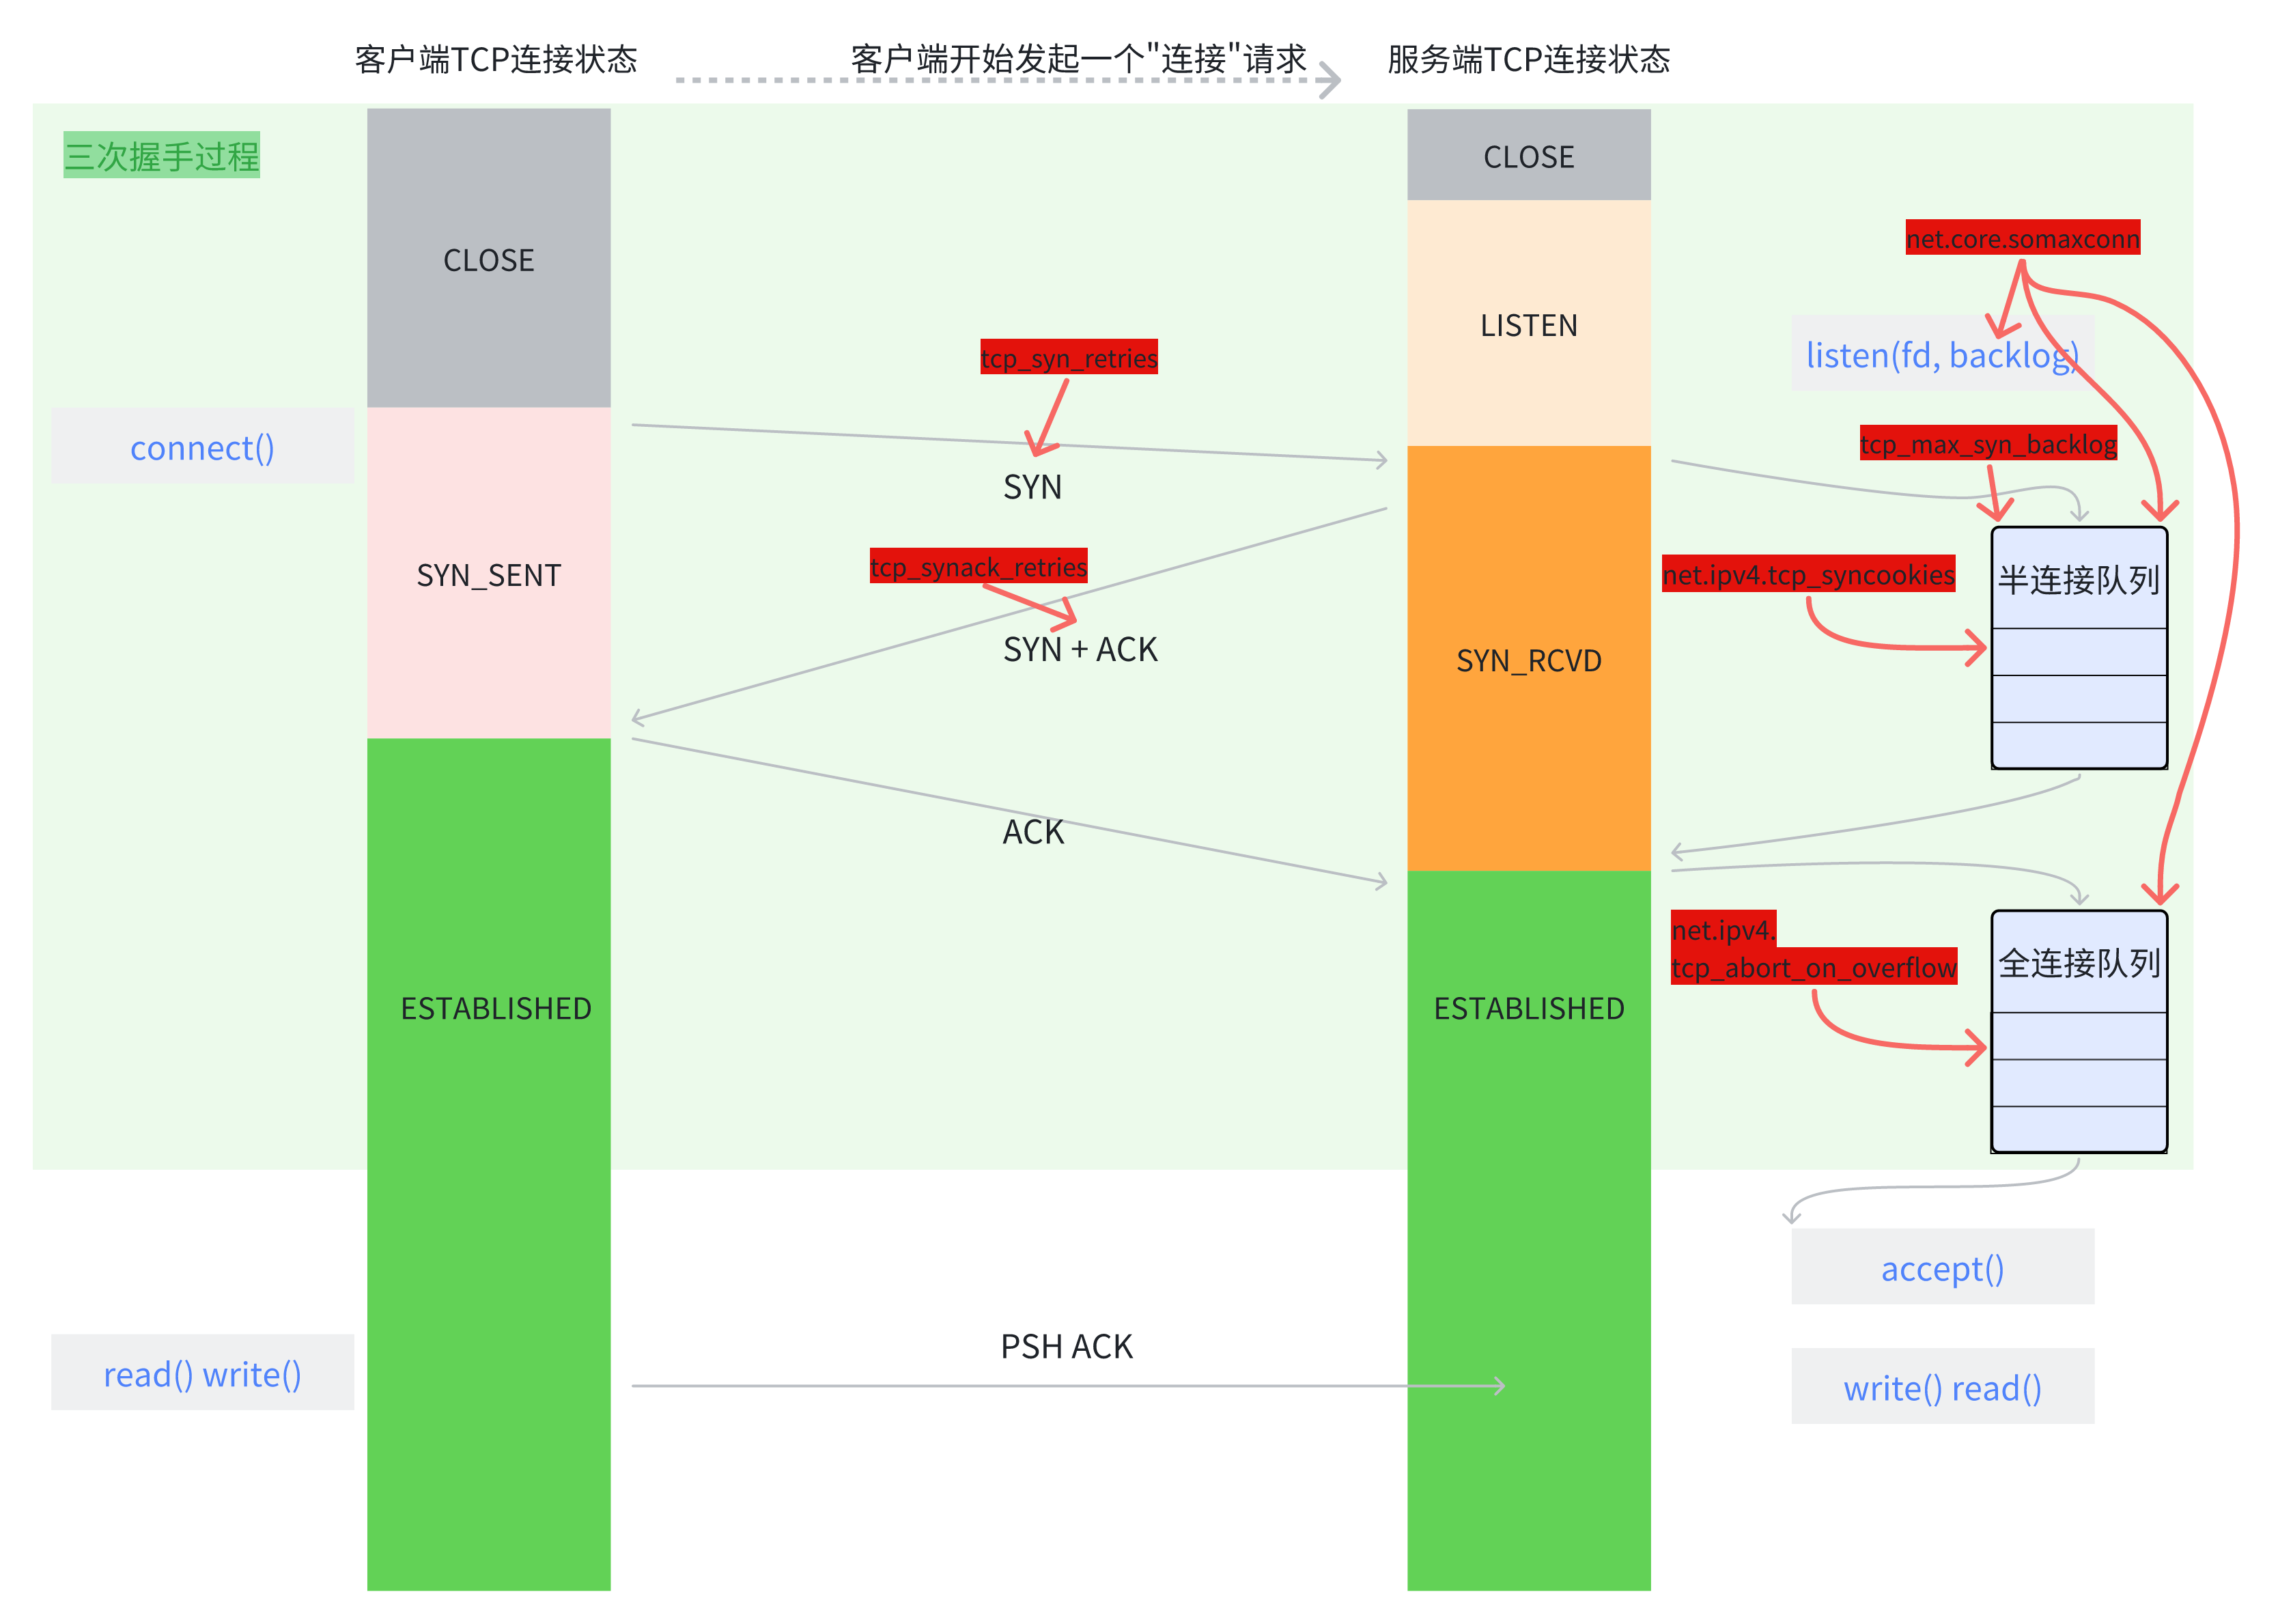 客户端TCP连接状态
客户端开始发起一个"连接"请求
服务端TCP连接状态
三次握手过程
CLOSE
CLOSE
net.core.somaxconn
LISTEN
listen(fd, backlog)
tcp_syn_retries
connect()
tcp_max_syn_backlog
SYN
SYN_SENT
tcp_synack_retries
net.ipv4.tcp_syncookies
半连接队列
SYN + ACK
SYN_RCVD
ACK
net.ipv4.
tcp_abort_on_overflow
全连接队列
ESTABLISHED
ESTABLISHED
accept()
PSH ACK
read() write()
write() read()